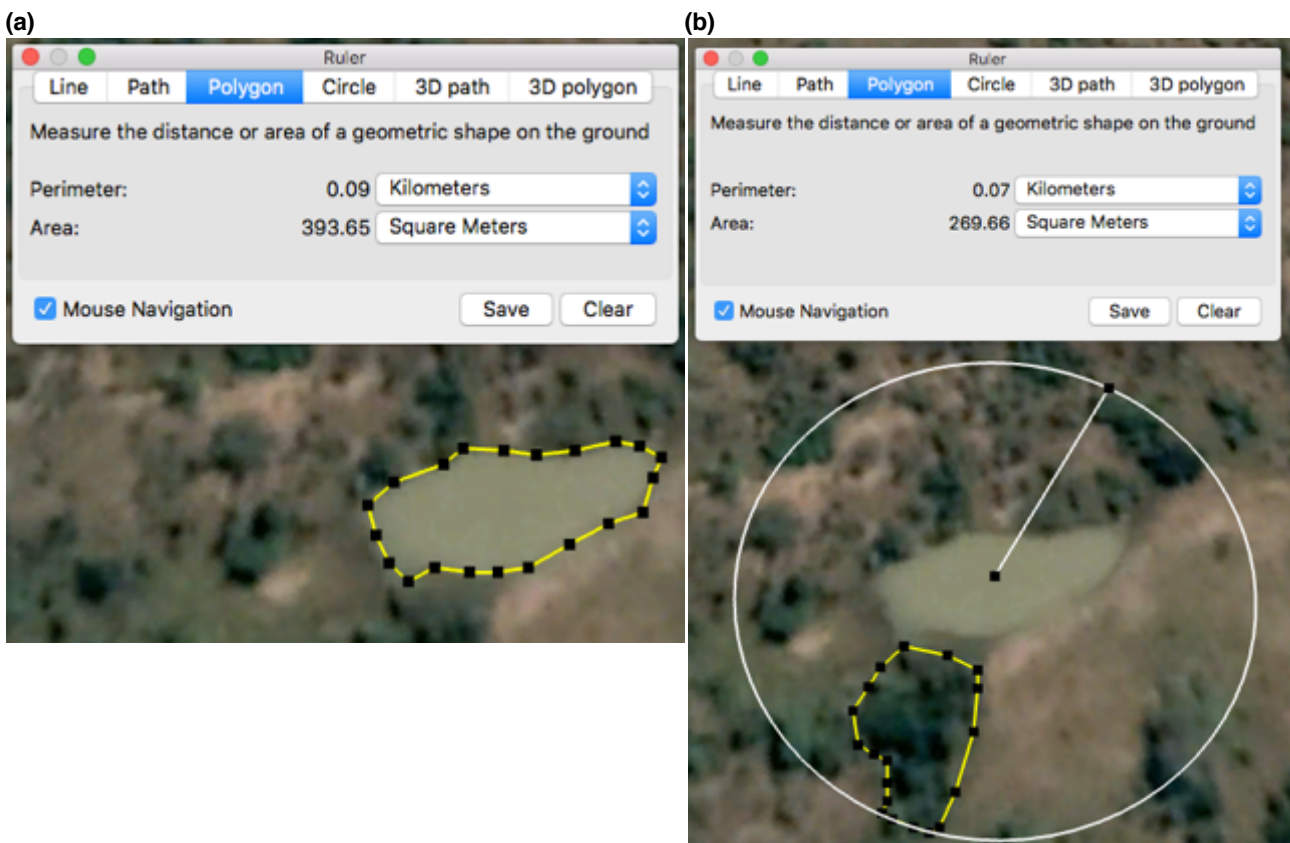 (a)
Ruler
Line Path Polygon Circle 3D path 3D polygon
Measure the distance or area of a geometric shape on the ground
Perimeter: 0.09 Kilometers
Area: 393.65 Square Meters
Mouse Navigation Save Clear
(b)
Ruler
Line Path Polygon Circle 3D path 3D polygon
Measure the distance or area of a geometric shape on the ground
Perimeter: 0.07 Kilometers
Area: 269.66 Square Meters
Mouse Navigation Save Clear